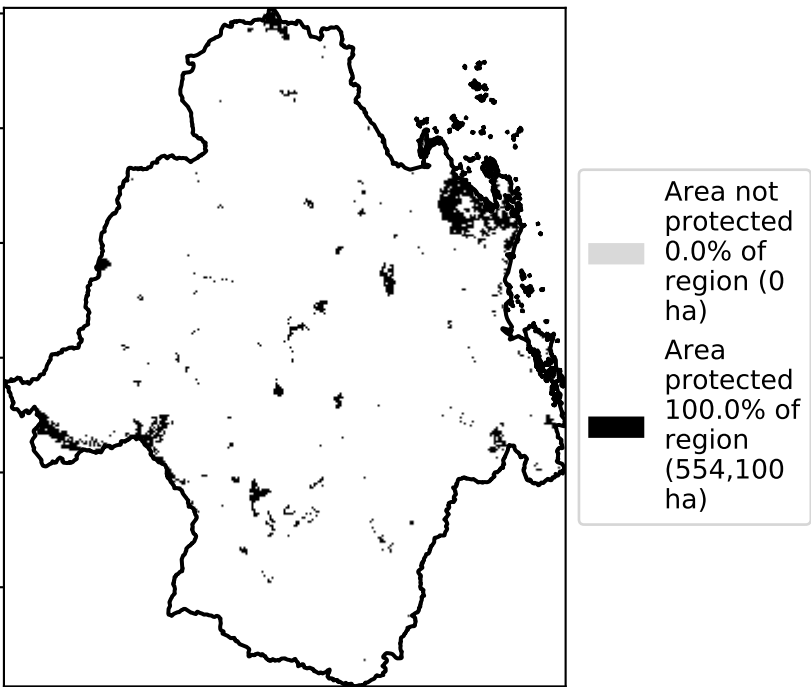 Area not
protected
0.0% of
region (0
ha)
Area
protected
100.0% of
region
(554,100
ha)